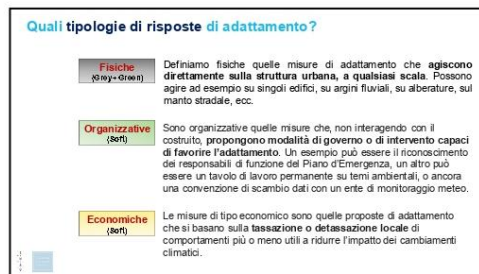 Quali tipologie di risposte di adattamento?
Fisiche
(Grey+Green)
Definiamo fisiche quelle misure di adattamento che agiscono
direttamente sulla struttura urbana, a qualsiasi scala. Possono
agire ad esempio su singoli edifici, su argini fluviali, su alberature, sul
manto stradale, ecc.
Organizzative
(Soft)
Sono organizzative quelle misure che, non interagendo con il
costruito, propongono modalità di governo o di intervento capaci
di favorire l'adattamento. Un esempio può essere il riconoscimento
dei responsabili di funzione del Piano d'Emergenza, un altro può
essere un tavolo di lavoro permanente su temi ambientali, o ancora
una convenzione di scambio dati con un ente di monitoraggio meteo.
Economiche
(Soft)
Le misure di tipo economico sono quelle proposte di adattamento
che si basano sulla tassazione o detassazione locale di
comportamenti più o meno utili a ridurre l'impatto dei cambiamenti
climatici.